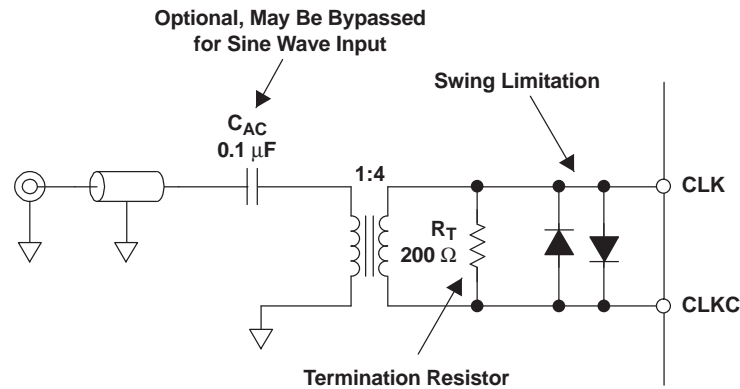 Optional, May Be Bypassed
for Sine Wave Input
Swing Limitation
CAC
0.1 μF
1:4
CLK
RT
200 Ω
CLKC
Termination Resistor